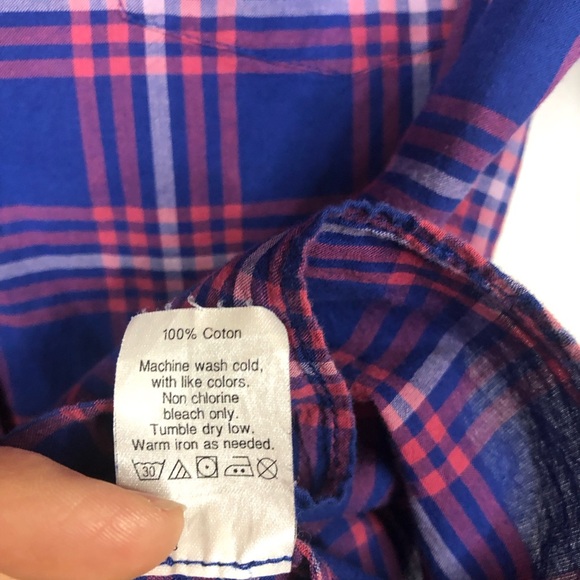 100% Coton
Machine wash cold,
with like colors.
Non chlorine
bleach only.
Tumble dry low.
Warm iron as needed.
30